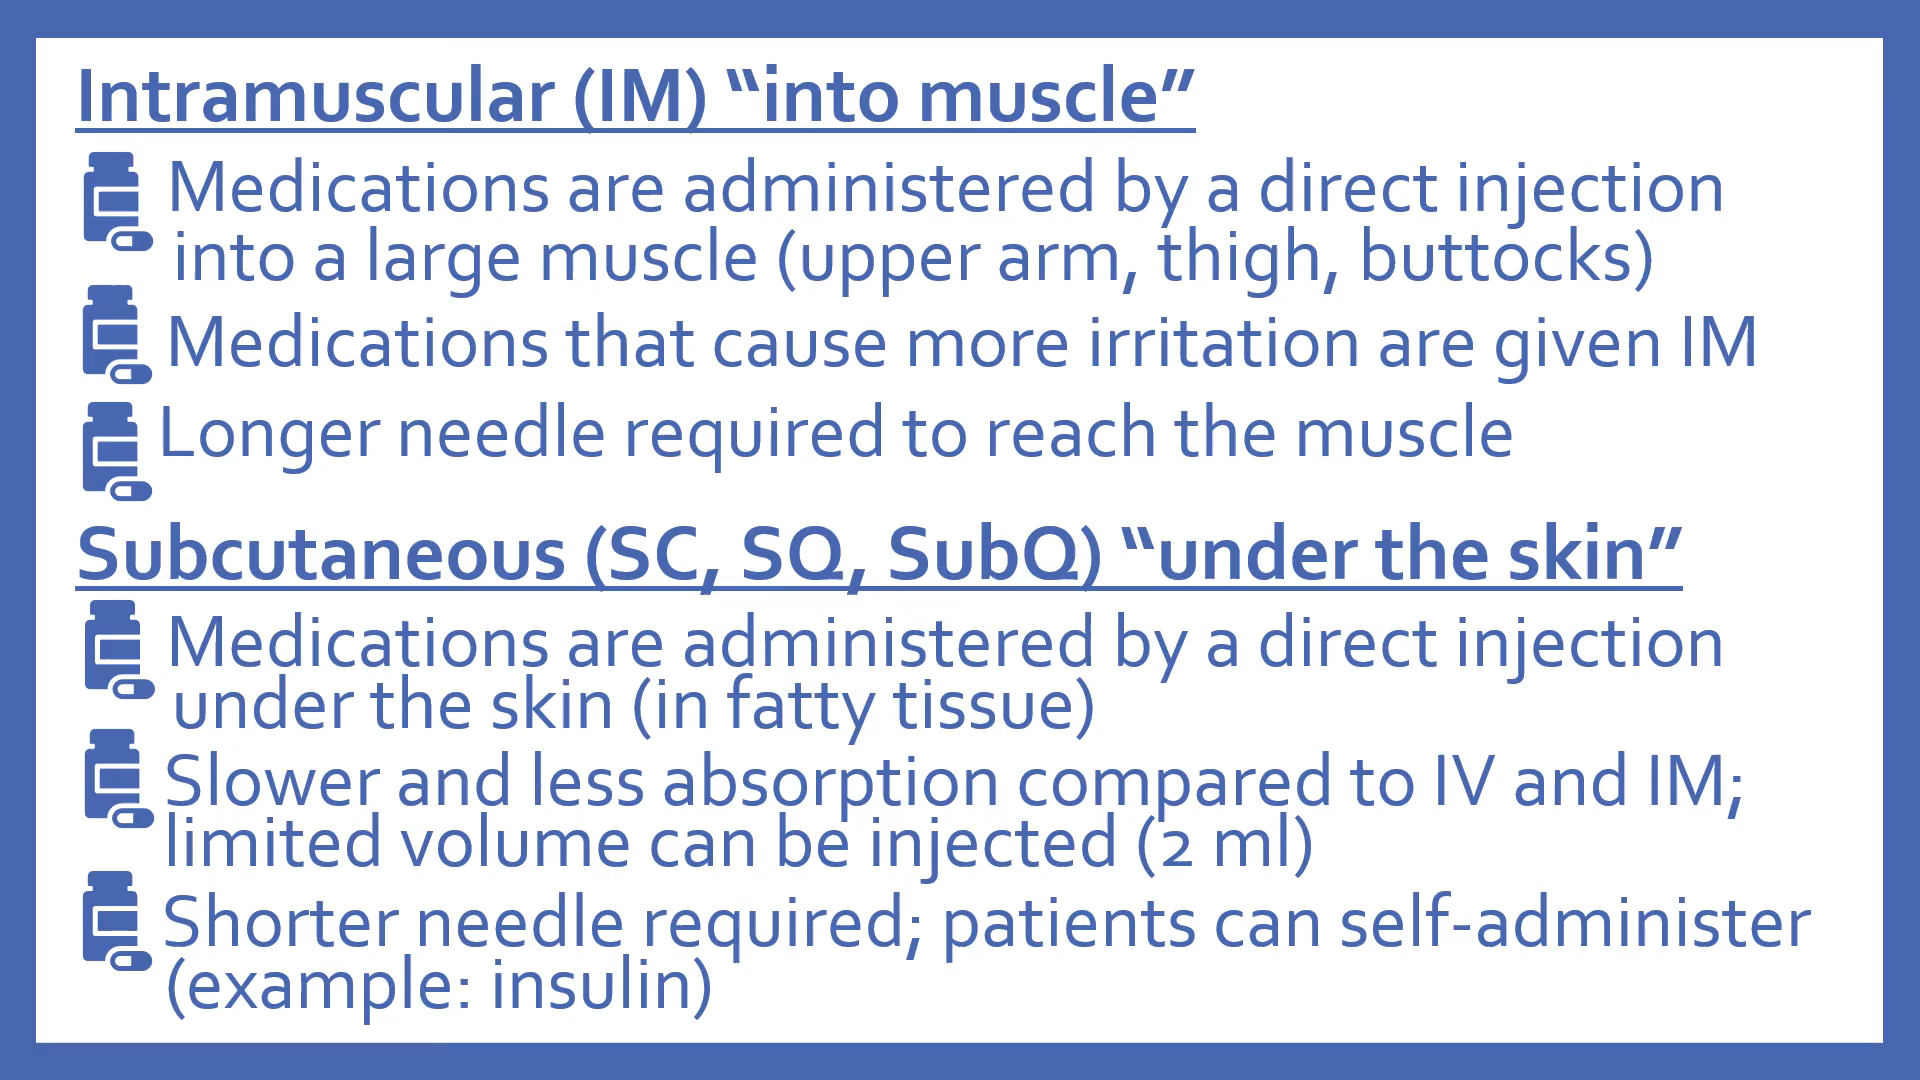 Intramuscular (IM) “into muscle”
Medications are administered by a direct injection
into a large muscle (upper arm, thigh, buttocks)
Medications that cause more irritation are given IM
Longer needle required to reach the muscle
Subcutaneous (SC, SQ, SubQ) “under the skin”
Medications are administered by a direct injection
under the skin (in fatty tissue)
Slower and less absorption compared to IV and IM;
limited volume can be injected (2 ml)
Shorter needle required; patients can self-administer
(example: insulin)